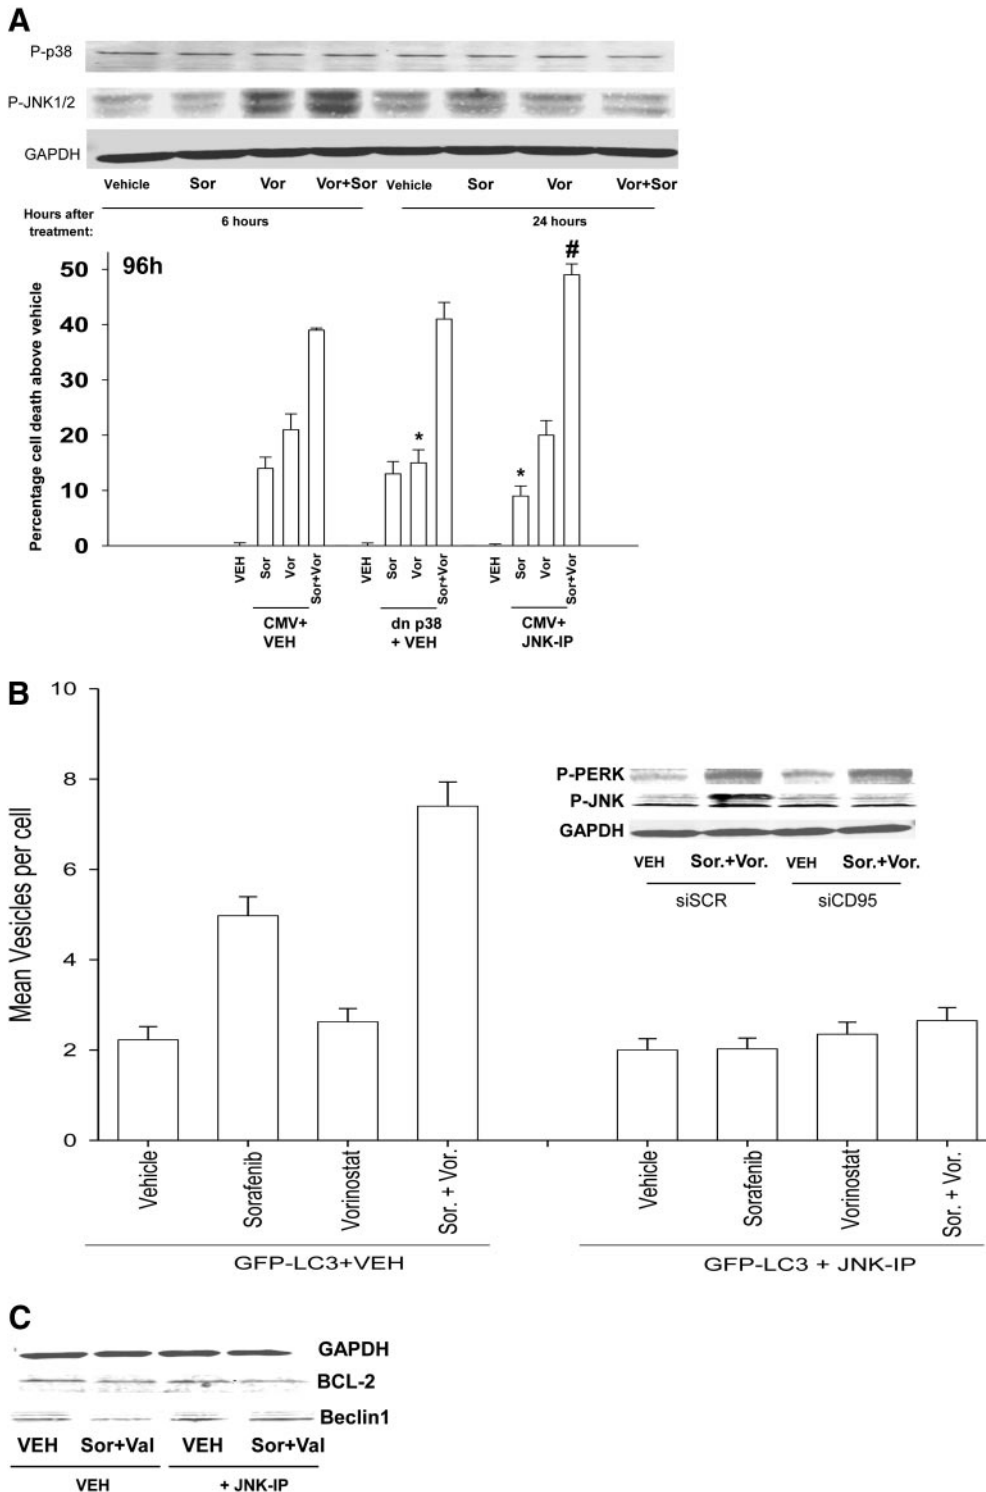 A
P-p38
P-JNK1/2
GAPDH
Vehicle Sor Vor Vor+Sor Vehicle Sor Vor Vor+Sor
Hours after
treatment:
6 hours 24 hours
96h
#
50
40
30
20
10
0
Percentage cell death above vehicle
* *
VEH Sor Vor Sor+Vor VEH Sor Vor Sor+Vor VEH Sor Vor Sor+Vor
CMV+ dn p38 CMV+
VEH + VEH JNK-IP
B
10
8
6
4
2
0
Mean Vesicles per cell
P-PERK
P-JNK
GAPDH
VEH Sor.+Vor. VEH Sor.+Vor.
siSCR siCD95
Vehicle Sorafenib Vorinostat Sor. + Vor. Vehicle Sorafenib Vorinostat Sor. + Vor.
GFP-LC3+VEH GFP-LC3 + JNK-IP
C
GAPDH
BCL-2
Beclin1
VEH Sor+Val VEH Sor+Val
VEH + JNK-IP